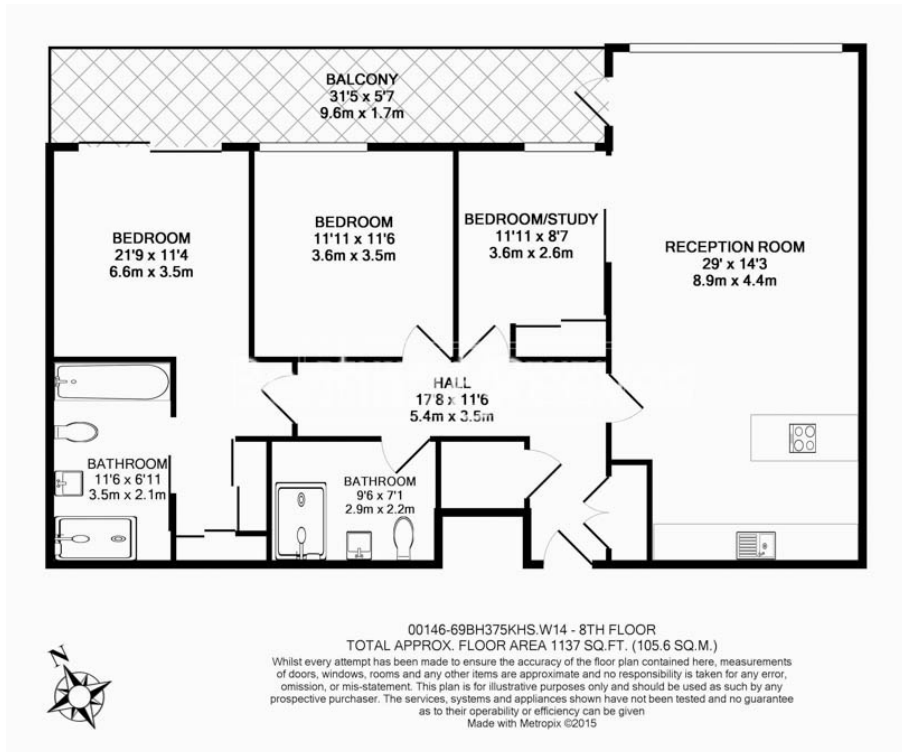 BALCONY
31'5 x 5'7
9.6m x 1.7m
BEDROOM
21'9 x 11'4
6.6m x 3.5m
BEDROOM
11'11 x 11'6
3.6m x 3.5m
BEDROOM/STUDY
11'11 x 8'7
3.6m x 2.6m
RECEPTION ROOM
29' x 14'3
8.9m x 4.4m
HALL
17'8 x 11'6
5.4m x 3.5m
BATHROOM
11'6 x 6'11
3.5m x 2.1m
BATHROOM
9'6 x 7'1
2.9m x 2.2m
N
00146-69BH375KHS.W14 - 8TH FLOOR
TOTAL APPROX. FLOOR AREA 1137 SQ.FT. (105.6 SQ.M.)
Whilst every attempt has been made to ensure the accuracy of the floor plan contained here, measurements
of doors, windows, rooms and any other items are approximate and no responsibility is taken for any error,
omission, or mis-statement. This plan is for illustrative purposes only and should be used as such by any
prospective purchaser. The services, systems and appliances shown have not been tested and no guarantee
as to their operability or efficiency can be given
Made with Metropix ©2015